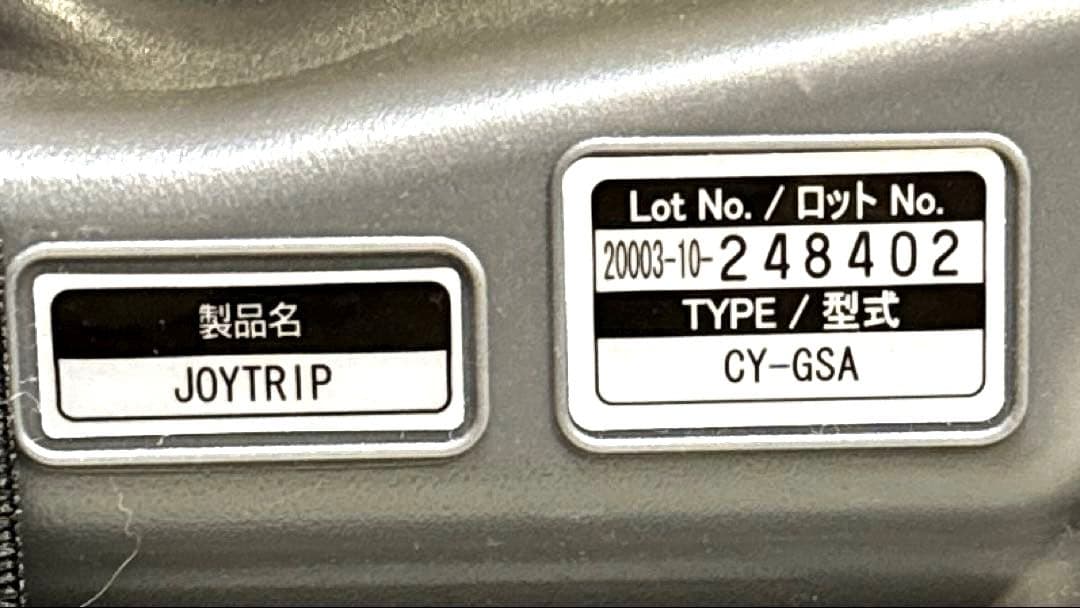 製品名
JOYTRIP
Lot No. / ロット No.
20003-10-248402
TYPE / 型式
CY-GSA